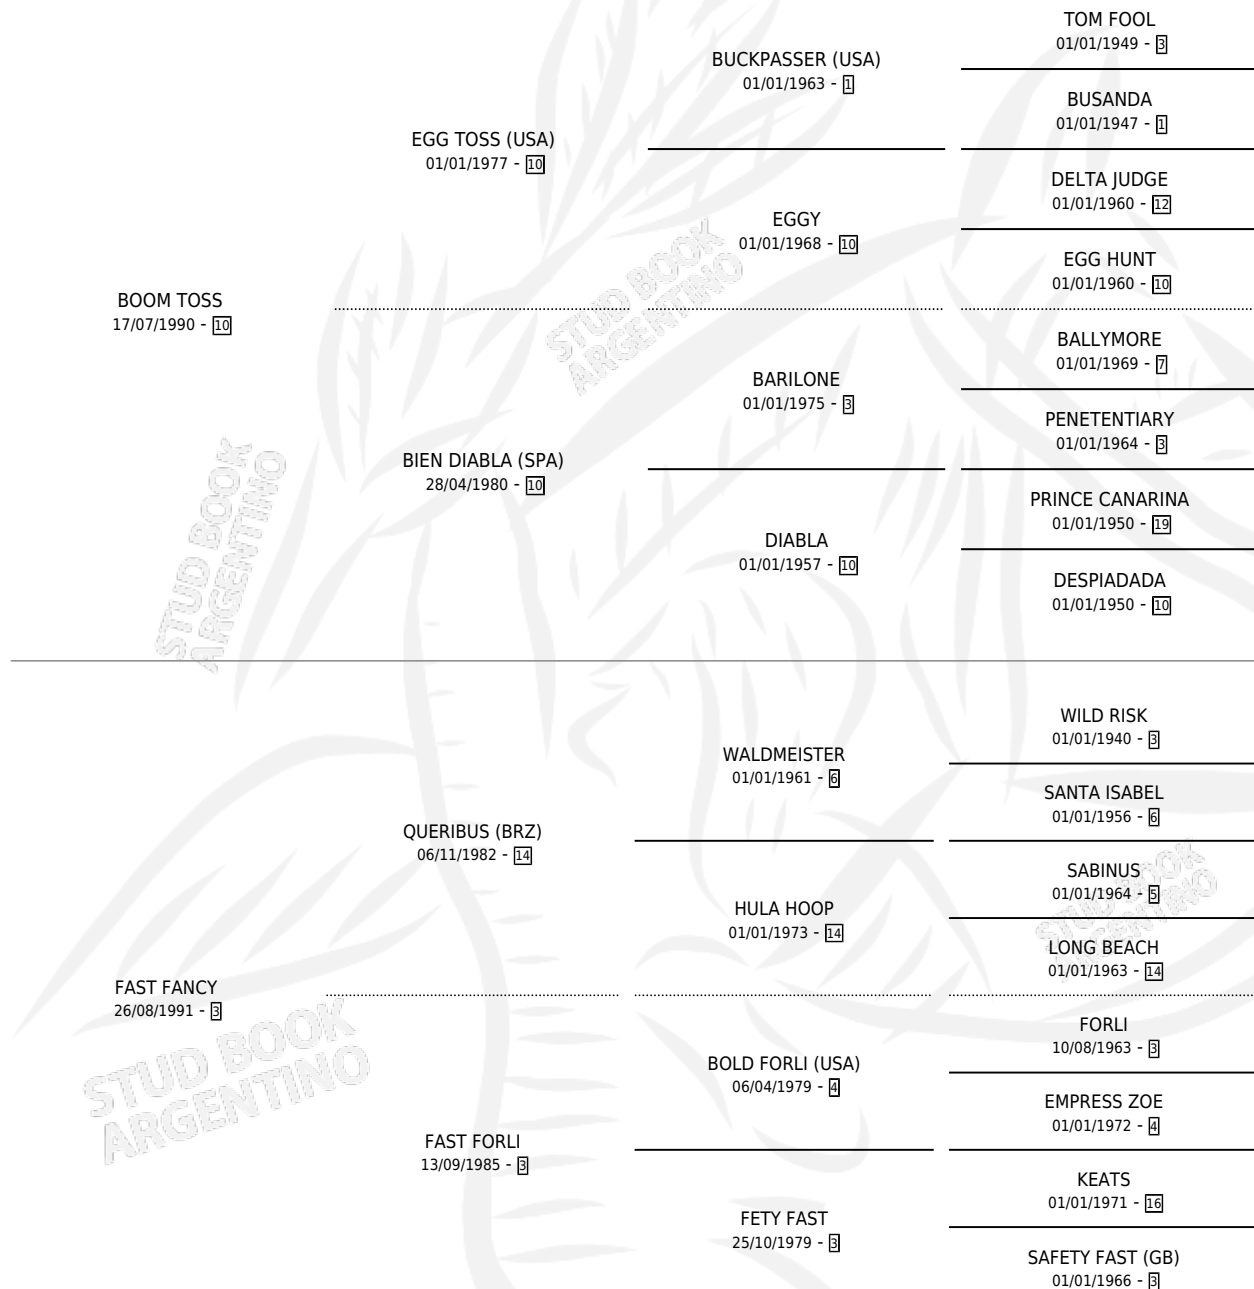 TOM FOOL
01/01/1949 - 3
BUCKPASSER (USA)
01/01/1963 - 1
BUSANDA
01/01/1947 - 1
EGG TOSS (USA)
01/01/1977 - 10
DELTA JUDGE
01/01/1960 - 12
EGGY
01/01/1968 - 10
EGG HUNT
01/01/1960 - 10
BOOM TOSS
17/07/1990 - 10
BALLYMORE
01/01/1969 - 7
BARILONE
01/01/1975 - 3
PENETENTIARY
01/01/1964 - 3
BIEN DIABLA (SPA)
28/04/1980 - 10
PRINCE CANARINA
01/01/1950 - 19
DIABLA
01/01/1957 - 10
DESPIADADA
01/01/1950 - 10
WILD RISK
01/01/1940 - 3
WALDMEISTER
01/01/1961 - 6
SANTA ISABEL
01/01/1956 - 6
QUERIBUS (BRZ)
06/11/1982 - 14
SABINUS
01/01/1964 - 5
HULA HOOP
01/01/1973 - 14
LONG BEACH
01/01/1963 - 14
FAST FANCY
26/08/1991 - 3
FORLI
10/08/1963 - 3
BOLD FORLI (USA)
06/04/1979 - 4
EMPRESS ZOE
01/01/1972 - 4
FAST FORLI
13/09/1985 - 3
KEATS
01/01/1971 - 16
FETY FAST
25/10/1979 - 3
SAFETY FAST (GB)
01/01/1966 - 3
STUD BOOK
ARGENTINO
STUD BOOK
ARGENTINO
STUD BOOK
ARGENTINO
STUD BOOK
ARGENTINO